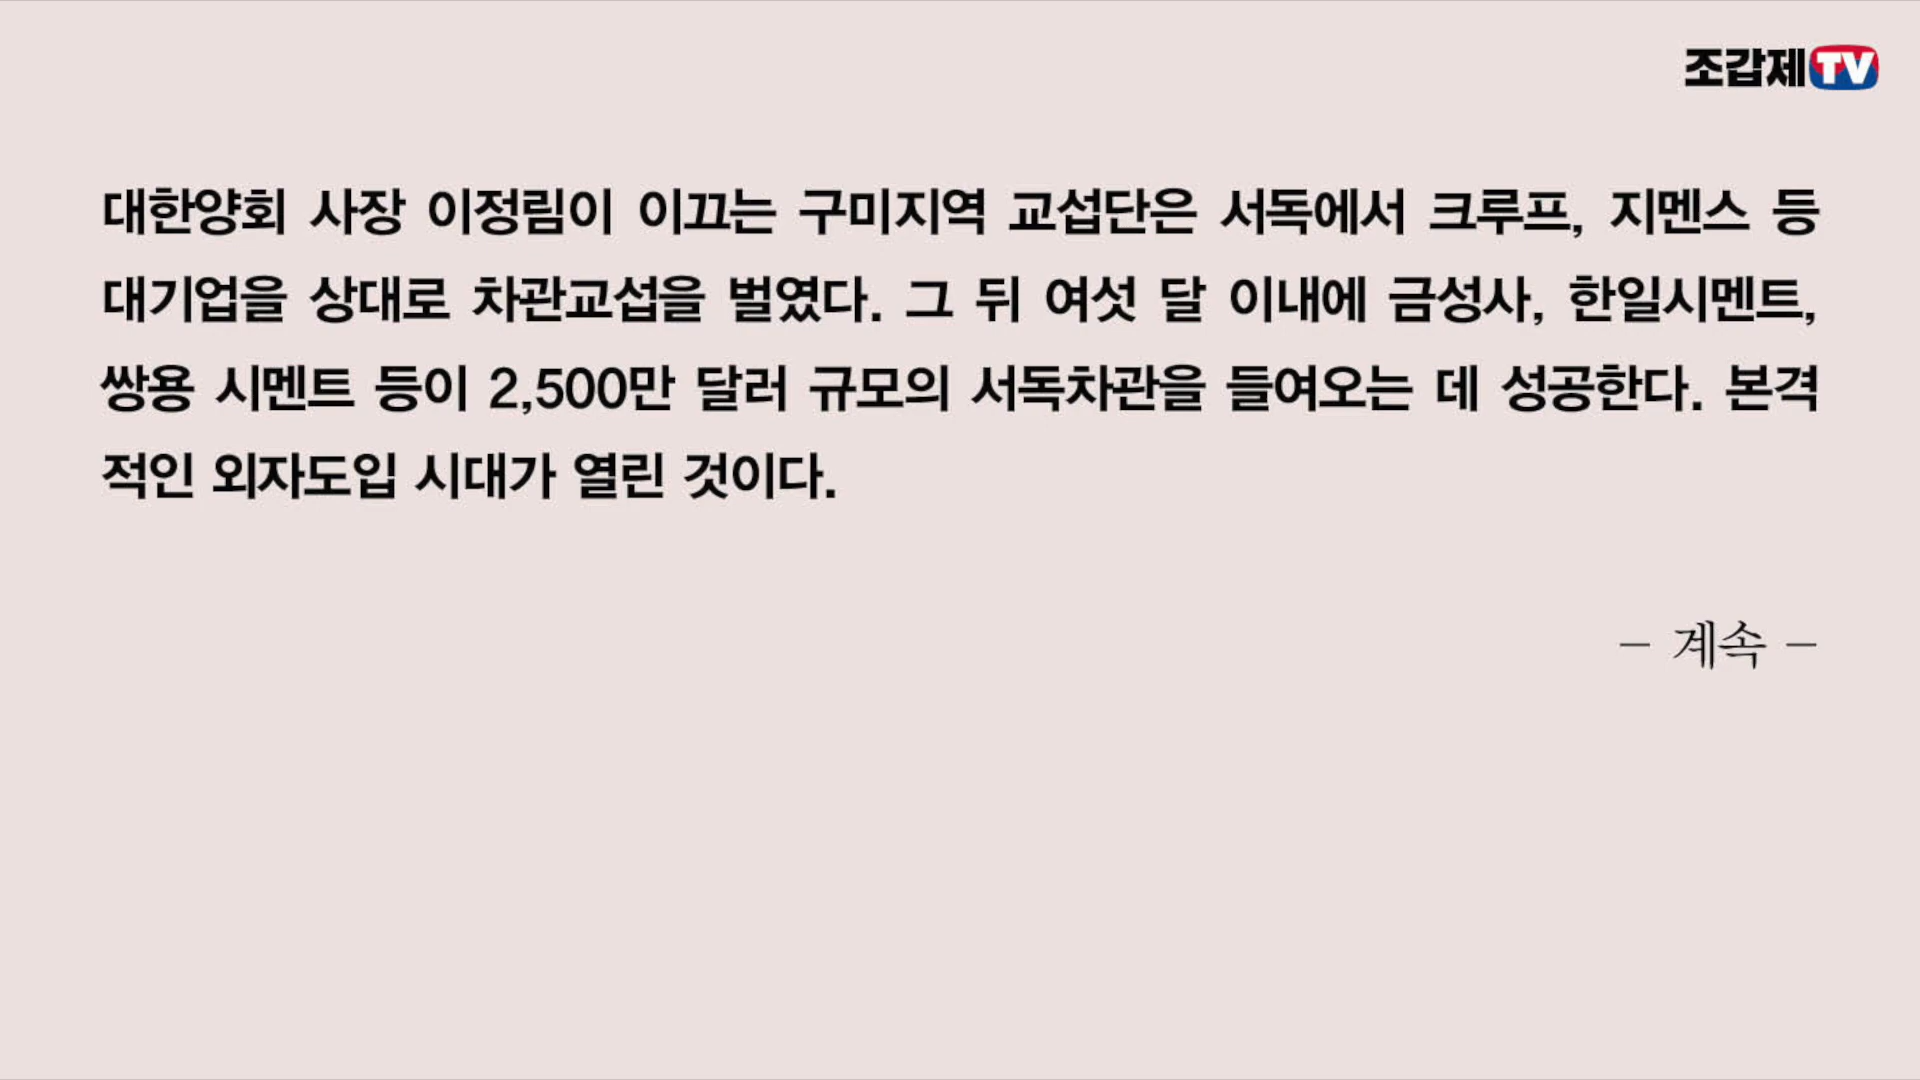 조갑제TV
대한양회 사장 이정림이 이끄는 구미지역 교섭단은 서독에서 크루프, 지멘스 등
대기업을 상대로 차관교섭을 벌였다. 그 뒤 여섯 달 이내에 금성사, 한일시멘트,
쌍용 시멘트 등이 2,500만 달러 규모의 서독차관을 들여오는 데 성공한다. 본격
적인 외자도입 시대가 열린 것이다.
– 계속 –